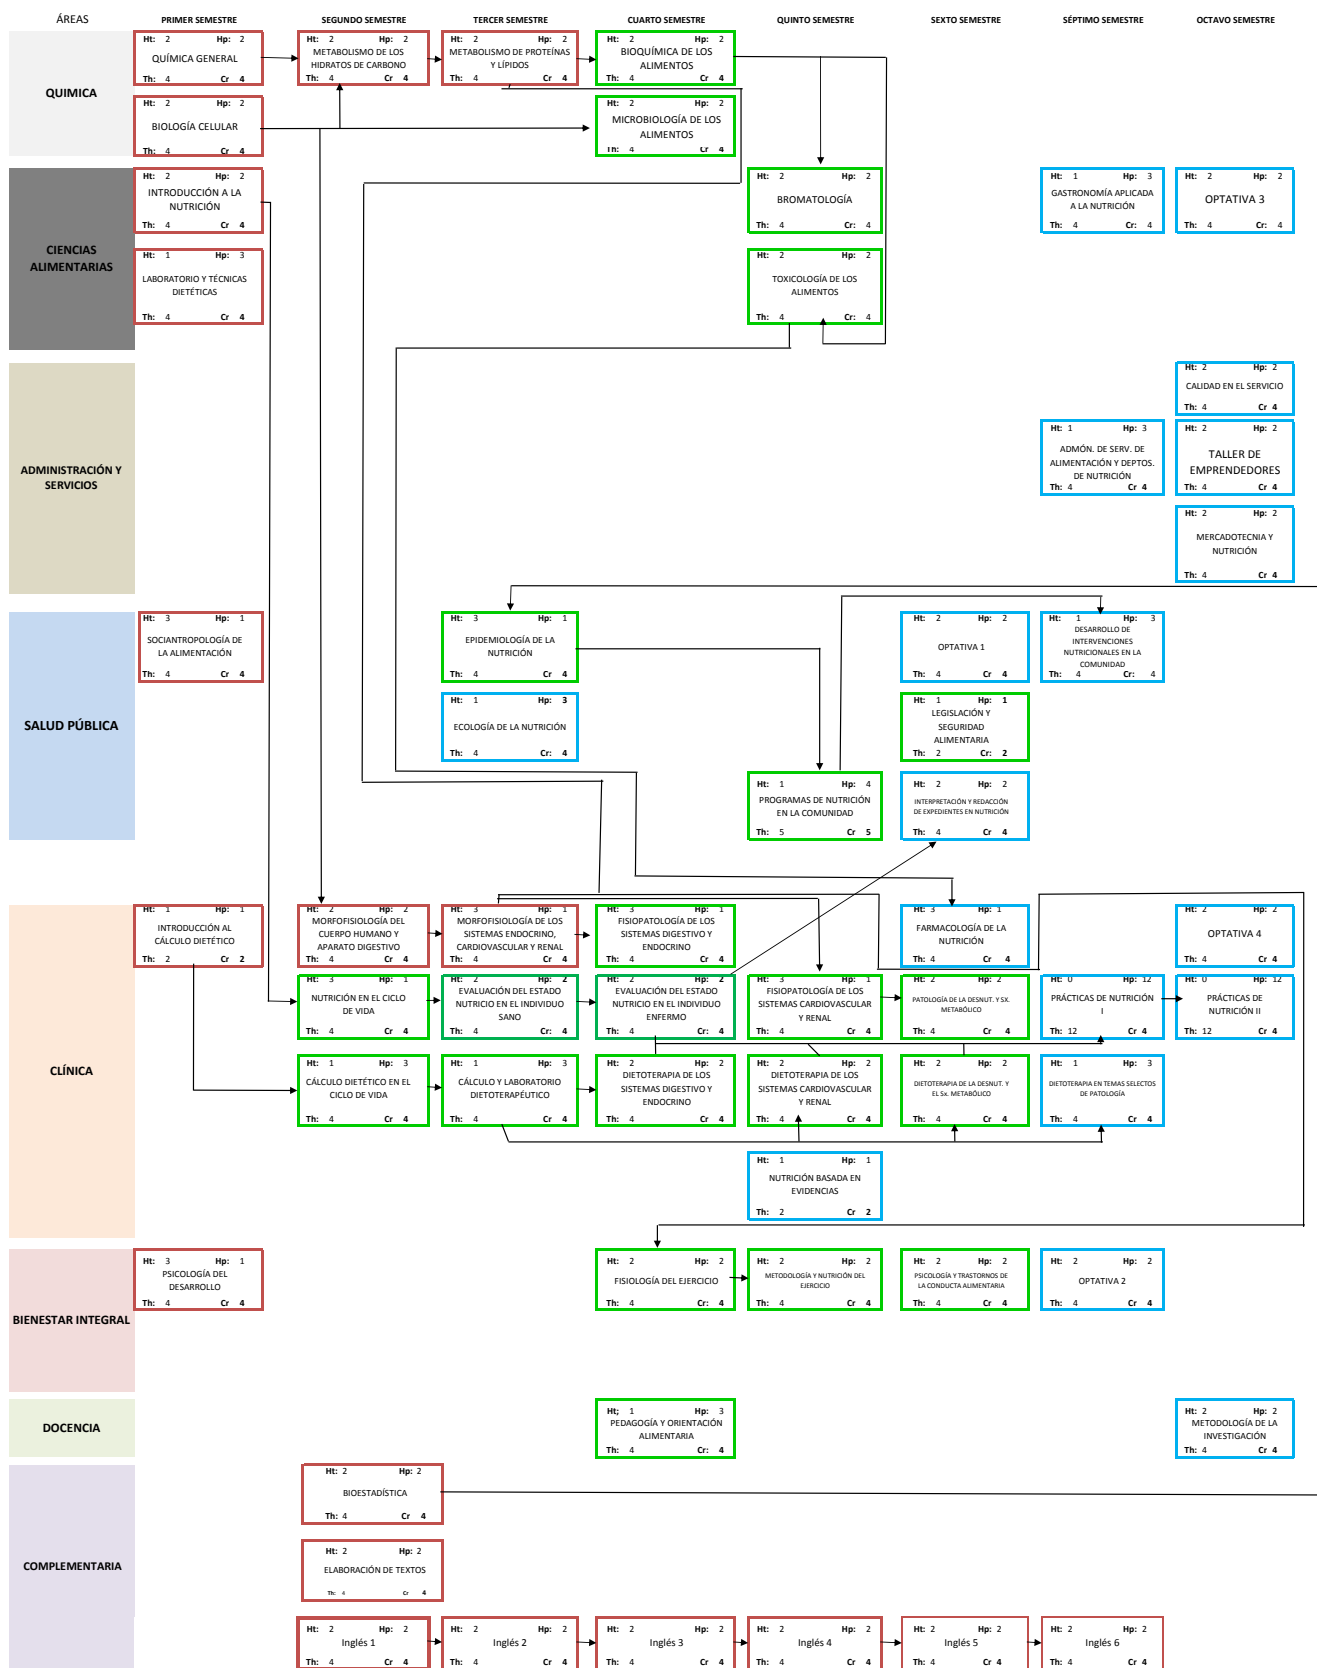 ÁREAS PRIMER SEMESTRE SEGUNDO SEMESTRE TERCER SEMESTRE CUARTO SEMESTRE QUINTO SEMESTRE SEXTO SEMESTRE SÉPTIMO SEMESTRE OCTAVO SEMESTRE
QUIMICA
Ht: 2 Hp: 2
QUÍMICA GENERAL
Th: 4 Cr 4
Ht: 2 Hp: 2
METABOLISMO DE LOS
HIDRATOS DE CARBONO
Th: 4 Cr 4
Ht: 2 Hp: 2
METABOLISMO DE PROTEÍNAS
Y LÍPIDOS
Th: 4 Cr 4
Ht: 2 Hp: 2
BIOQUÍMICA DE LOS
ALIMENTOS
Th: 4 Cr 4
Ht: 2 Hp: 2
BIOLOGÍA CELULAR
Th: 4 Cr 4
Ht: 2 Hp: 2
MICROBIOLOGÍA DE LOS
ALIMENTOS
Th: 4 Cr 4
CIENCIAS
ALIMENTARIAS
Ht: 2 Hp: 2
INTRODUCCIÓN A LA
NUTRICIÓN
Th: 4 Cr 4
Ht: 2 Hp: 2
BROMATOLOGÍA
Th: 4 Cr: 4
Ht: 1 Hp: 3
GASTRONOMÍA APLICADA
A LA NUTRICIÓN
Th: 4 Cr: 4
Ht: 2 Hp: 2
OPTATIVA 3
Th: 4 Cr: 4
Ht: 1 Hp: 3
LABORATORIO Y TÉCNICAS
DIETÉTICAS
Th: 4 Cr 4
Ht: 2 Hp: 2
TOXICOLOGÍA DE LOS
ALIMENTOS
Th: 4 Cr: 4
ADMINISTRACIÓN Y
SERVICIOS
Ht: 2 Hp: 2
CALIDAD EN EL SERVICIO
Th: 4 Cr 4
Ht: 1 Hp: 3
ADMÓN. DE SERV. DE
ALIMENTACIÓN Y DEPTOS.
DE NUTRICIÓN
Th: 4 Cr 4
Ht: 2 Hp: 2
TALLER DE
EMPRENDEDORES
Th: 4 Cr 4
Ht: 2 Hp: 2
MERCADOTECNIA Y
NUTRICIÓN
Th: 4 Cr 4
SALUD PÚBLICA
Ht: 3 Hp: 1
SOCIANTROPOLOGÍA DE
LA ALIMENTACIÓN
Th: 4 Cr 4
Ht: 3 Hp: 1
EPIDEMIOLOGÍA DE LA
NUTRICIÓN
Th: 4 Cr 4
Ht: 2 Hp: 2
OPTATIVA 1
Th: 4 Cr 4
Ht: 1 Hp: 3
DESARROLLO DE
INTERVENCIONES
NUTRICIONALES EN LA
COMUNIDAD
Th: 4 Cr: 4
Ht: 1 Hp: 3
ECOLOGÍA DE LA NUTRICIÓN
Th: 4 Cr: 4
Ht: 1 Hp: 1
LEGISLACIÓN Y
SEGURIDAD
ALIMENTARIA
Th: 2 Cr: 2
Ht: 1 Hp: 4
PROGRAMAS DE NUTRICIÓN
EN LA COMUNIDAD
Th: 5 Cr 5
Ht: 2 Hp: 2
INTERPRETACIÓN Y REDACCIÓN
DE EXPEDIENTES EN NUTRICIÓN
Th: 4 Cr 4
CLÍNICA
Ht: 1 Hp: 1
INTRODUCCIÓN AL
CÁLCULO DIETÉTICO
Th: 2 Cr 2
Ht: 2 Hp: 2
MORFOFISIOLOGÍA DEL
CUERPO HUMANO Y
APARATO DIGESTIVO
Th: 4 Cr 4
Ht: 3 Hp: 1
MORFOFISIOLOGÍA DE LOS
SISTEMAS ENDOCRINO,
CARDIOVASCULAR Y RENAL
Th: 4 Cr 4
Ht: 3 Hp: 1
FISIOPATOLOGÍA DE LOS
SISTEMAS DIGESTIVO Y
ENDOCRINO
Th: 4 Cr 4
Ht: 3 Hp: 1
FARMACOLOGÍA DE LA
NUTRICIÓN
Th: 4 Cr 4
Ht: 2 Hp: 2
OPTATIVA 4
Th: 4 Cr 4
Ht: 3 Hp: 1
NUTRICIÓN EN EL CICLO
DE VIDA
Th: 4 Cr 4
Ht: 2 Hp: 2
EVALUACIÓN DEL ESTADO
NUTRICIO EN EL INDIVIDUO
SANO
Th: 4 Cr: 4
Ht: 2 Hp: 2
EVALUACIÓN DEL ESTADO
NUTRICIO EN EL INDIVIDUO
ENFERMO
Th: 4 Cr: 4
Ht: 3 Hp: 1
FISIOPATOLOGÍA DE LOS
SISTEMAS CARDIOVASCULAR
Y RENAL
Th: 4 Cr 4
Ht: 2 Hp: 2
PATOLOGÍA DE LA DESNUT. Y SX.
METABÓLICO
Th: 4 Cr 4
Ht: 0 Hp: 12
PRÁCTICAS DE NUTRICIÓN
I
Th: 12 Cr 4
Ht: 0 Hp: 12
PRÁCTICAS DE
NUTRICIÓN II
Th: 12 Cr 4
Ht: 1 Hp: 3
CÁLCULO DIETÉTICO EN EL
CICLO DE VIDA
Th: 4 Cr 4
Ht: 1 Hp: 3
CÁLCULO Y LABORATORIO
DIETOTERAPÉUTICO
Th: 4 Cr 4
Ht: 2 Hp: 2
DIETOTERAPIA DE LOS
SISTEMAS DIGESTIVO Y
ENDOCRINO
Th: 4 Cr 4
Ht: 2 Hp: 2
DIETOTERAPIA DE LOS
SISTEMAS CARDIOVASCULAR
Y RENAL
Th: 4 Cr 4
Ht: 2 Hp: 2
DIETOTERAPIA DE LA DESNUT. Y
EL Sx. METABÓLICO
Th: 4 Cr 4
Ht: 1 Hp: 3
DIETOTERAPIA EN TEMAS SELECTOS
DE PATOLOGÍA
Th: 4 Cr 4
Ht: 1 Hp: 1
NUTRICIÓN BASADA EN
EVIDENCIAS
Th: 2 Cr 2
BIENESTAR INTEGRAL
Ht: 3 Hp: 1
PSICOLOGÍA DEL
DESARROLLO
Th: 4 Cr 4
Ht: 2 Hp: 2
FISIOLOGÍA DEL EJERCICIO
Th: 4 Cr: 4
Ht: 2 Hp: 2
METODOLOGÍA Y NUTRICIÓN DEL
EJERCICIO
Th: 4 Cr 4
Ht: 2 Hp: 2
PSICOLOGÍA Y TRASTORNOS DE
LA CONDUCTA ALIMENTARIA
Th: 4 Cr 4
Ht: 2 Hp: 2
OPTATIVA 2
Th: 4 Cr 4
DOCENCIA
Ht; 1 Hp: 3
PEDAGOGÍA Y ORIENTACIÓN
ALIMENTARIA
Th: 4 Cr: 4
Ht: 2 Hp: 2
METODOLOGÍA DE LA
INVESTIGACIÓN
Th: 4 Cr 4
COMPLEMENTARIA
Ht: 2 Hp: 2
BIOESTADÍSTICA
Th: 4 Cr 4
Ht: 2 Hp: 2
ELABORACIÓN DE TEXTOS
Th: 4 Cr 4
Ht: 2 Hp: 2
Inglés 1
Th: 4 Cr 4
Ht: 2 Hp: 2
Inglés 2
Th: 4 Cr 4
Ht: 2 Hp: 2
Inglés 3
Th: 4 Cr 4
Ht: 2 Hp: 2
Inglés 4
Th: 4 Cr 4
Ht: 2 Hp: 2
Inglés 5
Th: 4 Cr 4
Ht: 2 Hp: 2
Inglés 6
Th: 4 Cr 4